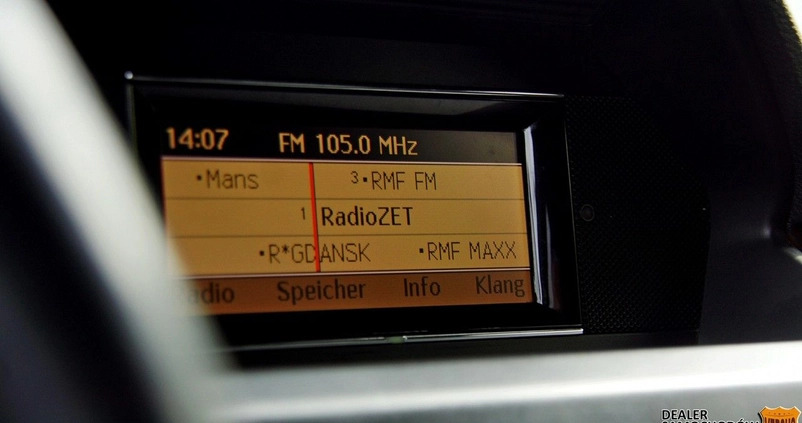 14:07 FM 105.0 MHz
•Mans 3•RMF FM
1 RadioZET
•R*GDANSK •RMF MAXX
adio Speicher Info Klang
DEALER